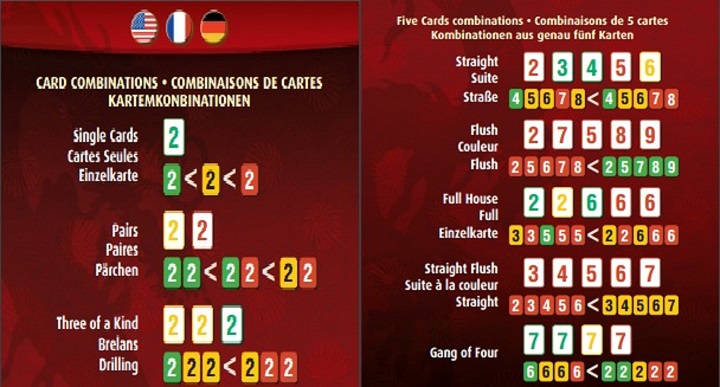 CARD COMBINATIONS • COMBINAISONS DE CARTES
KARTEMKONBINATIONEN
Single Cards 2
Cartes Seules
Einzelkarte 2 < 2 < 2
Pairs 2 2
Paires
Pärchen 2 2 < 2 2 < 2 2
Three of a Kind 2 2 2
Brelans
Drilling 2 2 2 < 2 2 2
Five Cards combinations • Combinaisons de 5 cartes
Kombinationen aus genau fünf Karten
Straight 2 3 4 5 6
Suite
Straße 4 5 6 7 8 < 4 5 6 7 8
Flush 2 7 5 8 9
Couleur
Flush 2 5 6 7 8 < 2 5 7 8 9
Full House 2 2 6 6 6
Full
Einzelkarte 3 3 5 5 5 < 2 2 6 6 6
Straight Flush 3 4 5 6 7
Suite à la couleur
Straight 2 3 4 5 6 < 3 4 5 6 7
7 7 7 7
Gang of Four
6 6 6 6 < 2 2 2 2 2